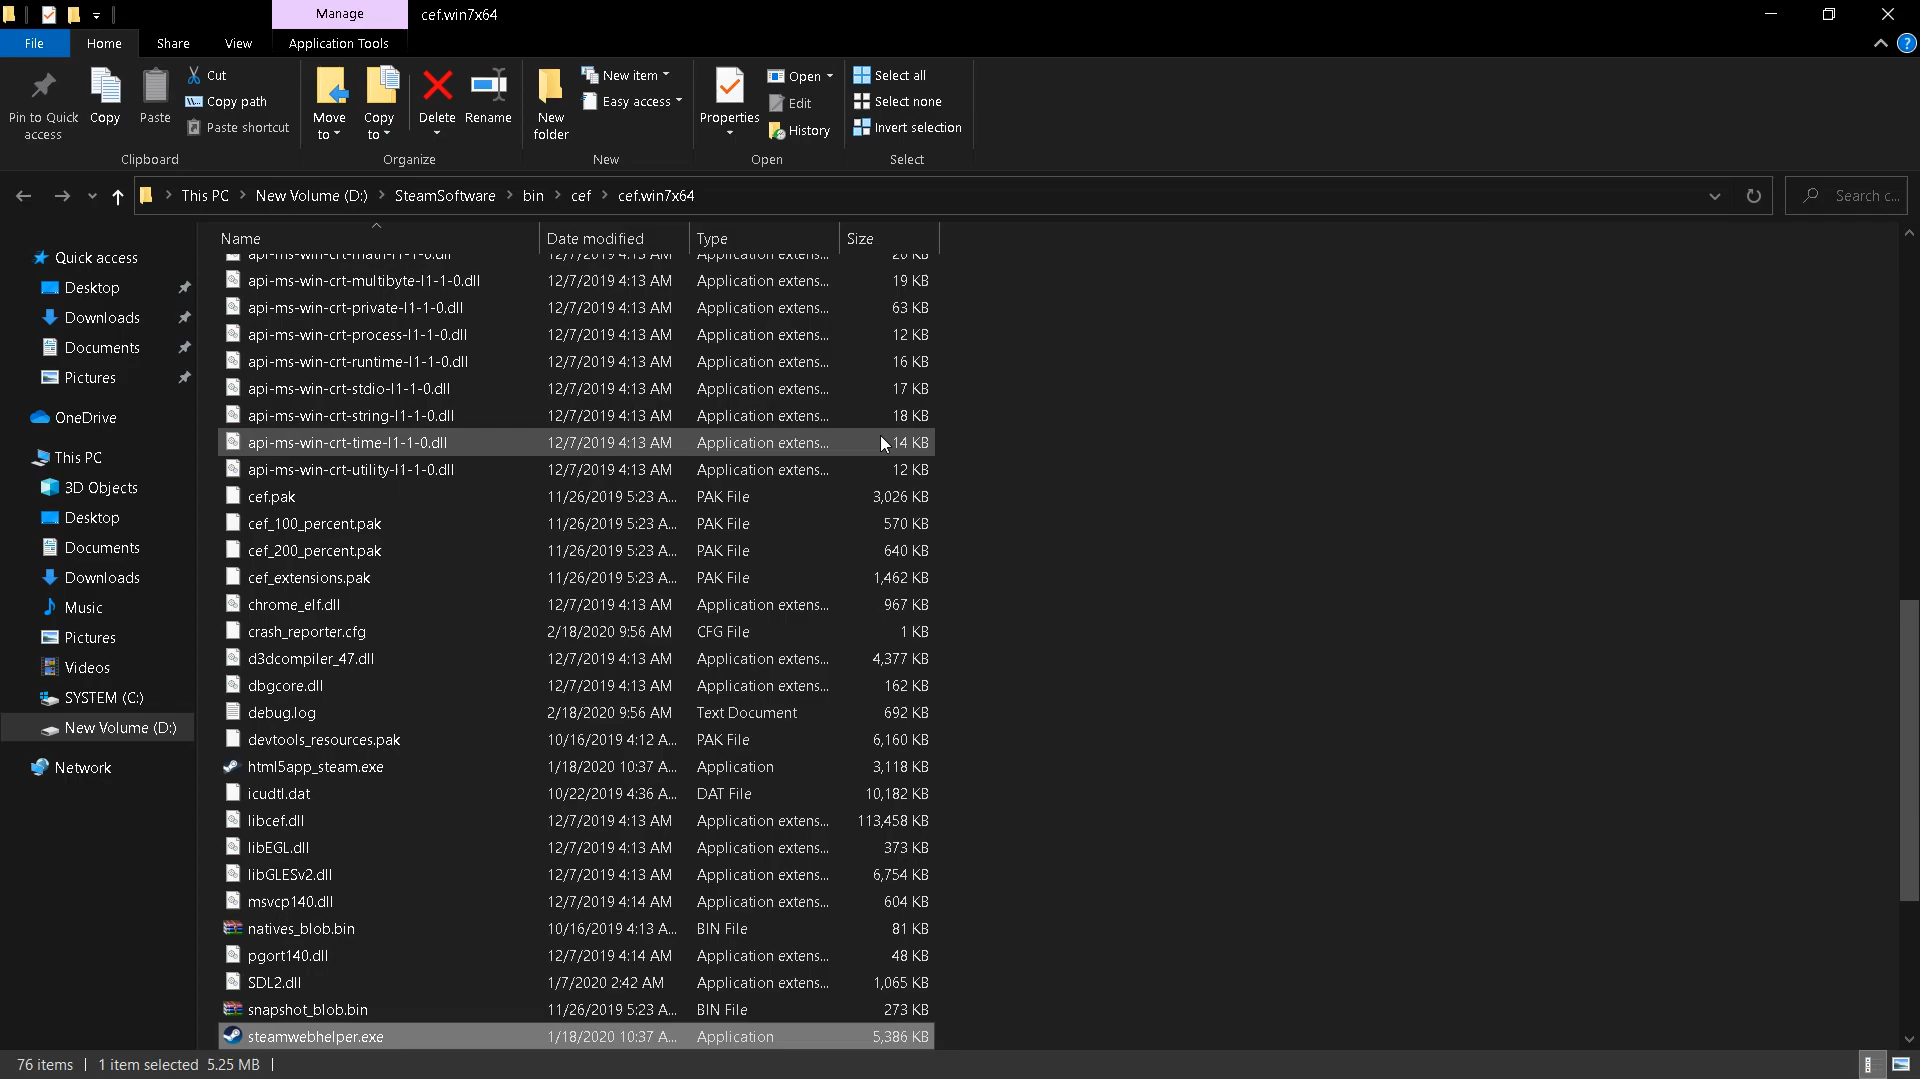 Manage
cef.win7x64
File
Home
Share
View
Application Tools
Pin to Quick access
Copy
Paste
Cut
Copy path
Paste shortcut
Clipboard
Move to
Copy to
Delete
Rename
Organize
New folder
New item
Easy access
New
Properties
Open
Edit
History
Open
Select all
Select none
Invert selection
Select
This PC > New Volume (D:) > SteamSoftware > bin > cef > cef.win7x64
Search c...
Quick access
Desktop
Downloads
Documents
Pictures
OneDrive
This PC
3D Objects
Desktop
Documents
Downloads
Music
Pictures
Videos
SYSTEM (C:)
New Volume (D:)
Network
Name Date modified Type Size
api-ms-win-crt-math-l1-1-0.dll 12/7/2019 4:13 AM Application extens... 20 KB
api-ms-win-crt-multibyte-l1-1-0.dll 12/7/2019 4:13 AM Application extens... 19 KB
api-ms-win-crt-private-l1-1-0.dll 12/7/2019 4:13 AM Application extens... 63 KB
api-ms-win-crt-process-l1-1-0.dll 12/7/2019 4:13 AM Application extens... 12 KB
api-ms-win-crt-runtime-l1-1-0.dll 12/7/2019 4:13 AM Application extens... 16 KB
api-ms-win-crt-stdio-l1-1-0.dll 12/7/2019 4:13 AM Application extens... 17 KB
api-ms-win-crt-string-l1-1-0.dll 12/7/2019 4:13 AM Application extens... 18 KB
api-ms-win-crt-time-l1-1-0.dll 12/7/2019 4:13 AM Application extens... 14 KB
api-ms-win-crt-utility-l1-1-0.dll 12/7/2019 4:13 AM Application extens... 12 KB
cef.pak 11/26/2019 5:23 A... PAK File 3,026 KB
cef_100_percent.pak 11/26/2019 5:23 A... PAK File 570 KB
cef_200_percent.pak 11/26/2019 5:23 A... PAK File 640 KB
cef_extensions.pak 11/26/2019 5:23 A... PAK File 1,462 KB
chrome_elf.dll 12/7/2019 4:13 AM Application extens... 967 KB
crash_reporter.cfg 2/18/2020 9:56 AM CFG File 1 KB
d3dcompiler_47.dll 12/7/2019 4:13 AM Application extens... 4,377 KB
dbgcore.dll 12/7/2019 4:13 AM Application extens... 162 KB
debug.log 2/18/2020 9:56 AM Text Document 692 KB
devtools_resources.pak 10/16/2019 4:12 A... PAK File 6,160 KB
html5app_steam.exe 1/18/2020 10:37 A... Application 3,118 KB
icudtl.dat 10/22/2019 4:36 A... DAT File 10,182 KB
libcef.dll 12/7/2019 4:13 AM Application extens... 113,458 KB
libEGL.dll 12/7/2019 4:13 AM Application extens... 373 KB
libGLESv2.dll 12/7/2019 4:13 AM Application extens... 6,754 KB
msvcp140.dll 12/7/2019 4:14 AM Application extens... 604 KB
natives_blob.bin 10/16/2019 4:13 A... BIN File 81 KB
pgort140.dll 12/7/2019 4:14 AM Application extens... 48 KB
SDL2.dll 1/7/2020 2:42 AM Application extens... 1,065 KB
snapshot_blob.bin 11/26/2019 5:23 A... BIN File 273 KB
steamwebhelper.exe 1/18/2020 10:37 A... Application 5,386 KB
76 items | 1 item selected 5.25 MB |